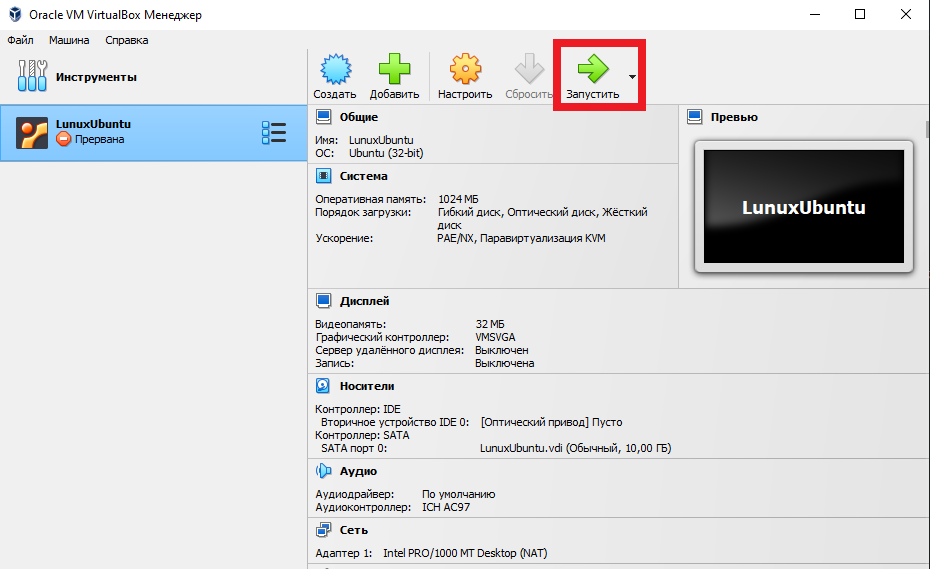 Oracle VM VirtualBox Менеджер
Файл Машина Справка
Инструменты
Создать Добавить Настроить Сбросить Запустить
LunuxUbuntu
Прервана
Общие
Имя: LunuxUbuntu
ОС: Ubuntu (32-bit)
Превью
LunuxUbuntu
Система
Оперативная память: 1024 МБ
Порядок загрузки: Гибкий диск, Оптический диск, Жёсткий
диск
Ускорение: PAE/NX, Паравиртуализация KVM
Дисплей
Видеопамять: 32 МБ
Графический контроллер: VMSVGA
Сервер удалённого дисплея: Выключен
Запись: Выключена
Носители
Контроллер: IDE
Вторичное устройство IDE 0: [Оптический привод] Пусто
Контроллер: SATA
SATA порт 0: LunuxUbuntu.vdi (Обычный, 10,00 ГБ)
Аудио
Аудиодрайвер: По умолчанию
Аудиоконтроллер: ICH AC97
Сеть
Адаптер 1: Intel PRO/1000 MT Desktop (NAT)